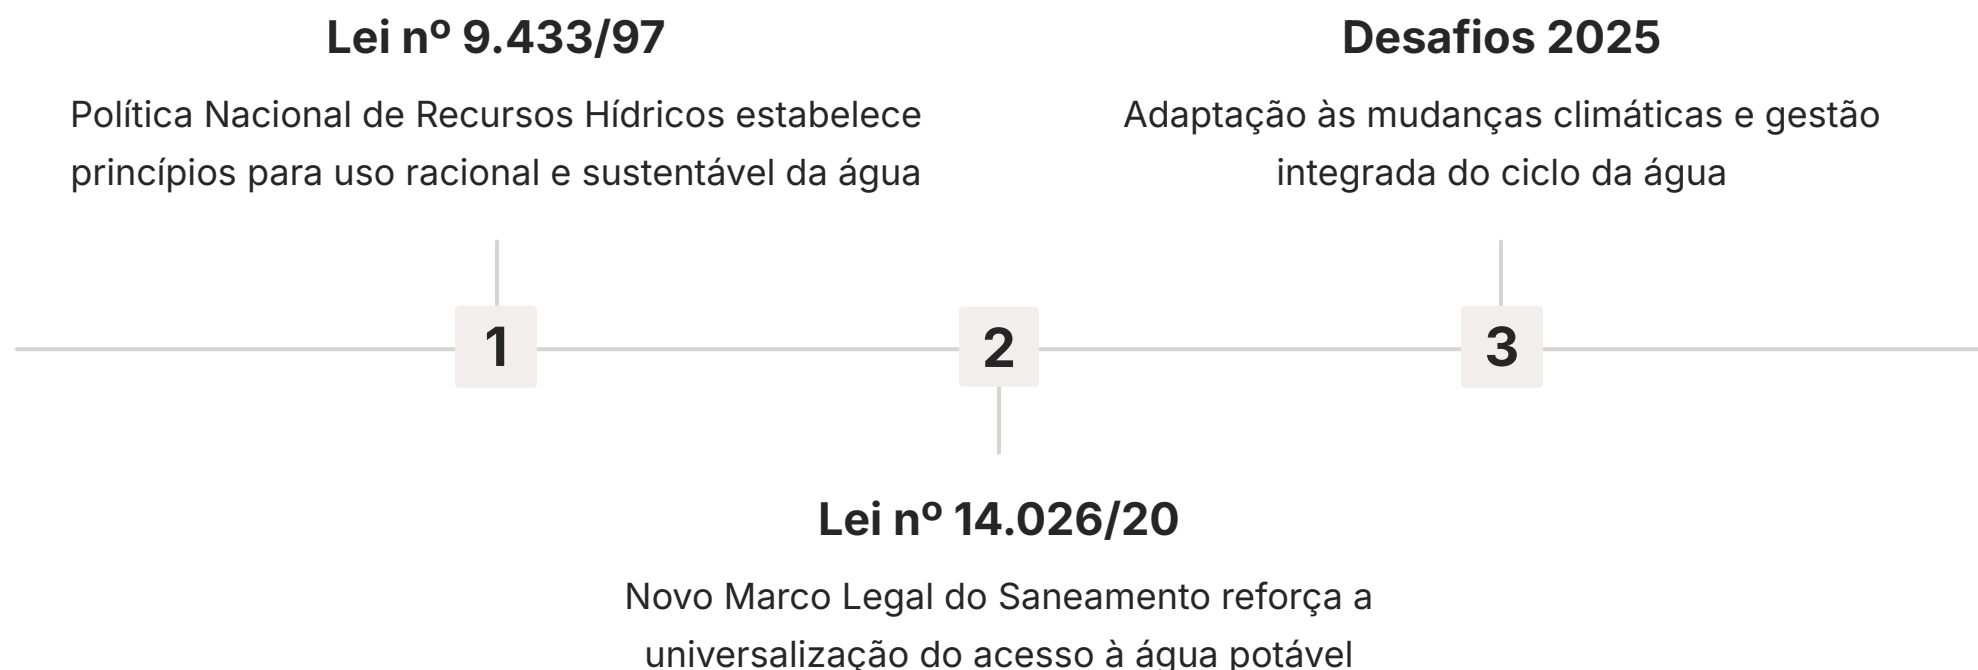 Lei nº 9.433/97
Política Nacional de Recursos Hídricos estabelece
princípios para uso racional e sustentável da água
Desafios 2025
Adaptação às mudanças climáticas e gestão
integrada do ciclo da água
1
2
3
Lei nº 14.026/20
Novo Marco Legal do Saneamento reforça a
universalização do acesso à água potável